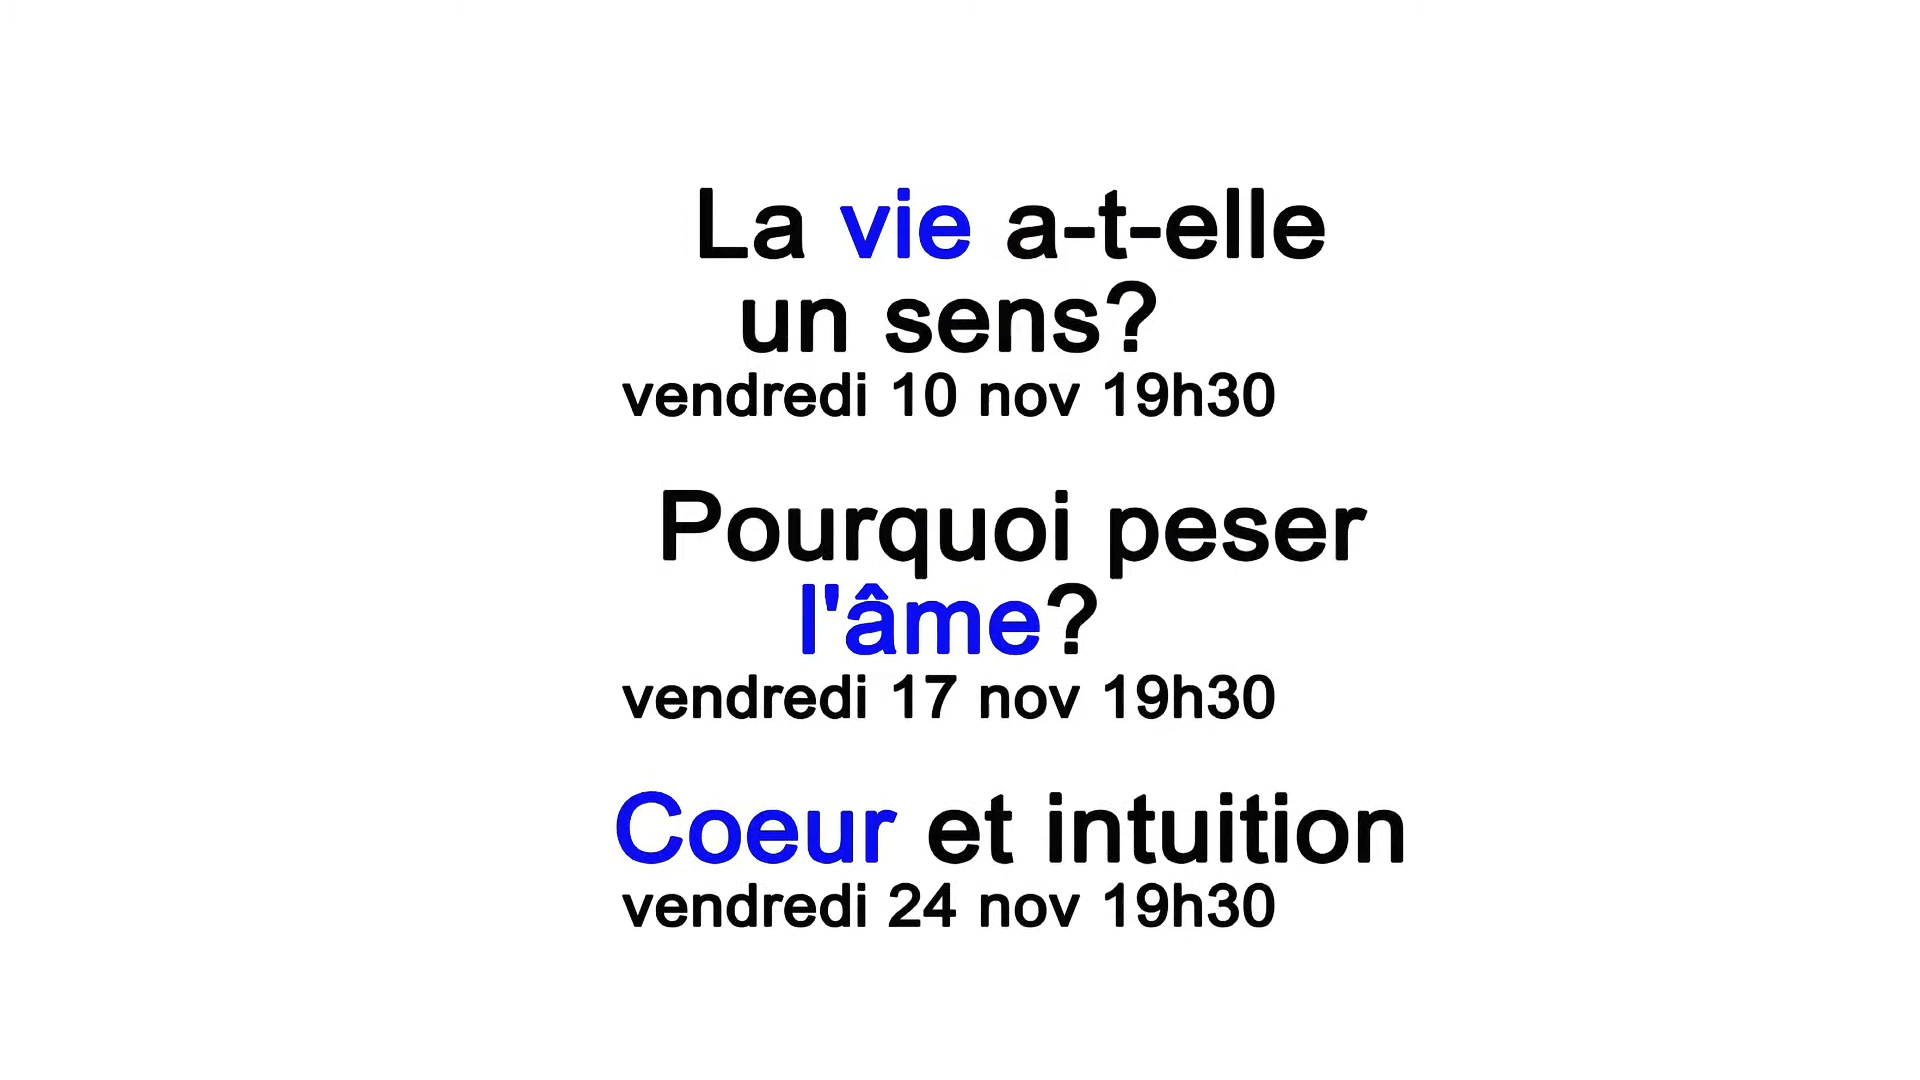 La vie a-t-elle
un sens?
vendredi 10 nov 19h30
Pourquoi peser
l'âme?
vendredi 17 nov 19h30
Coeur et intuition
vendredi 24 nov 19h30